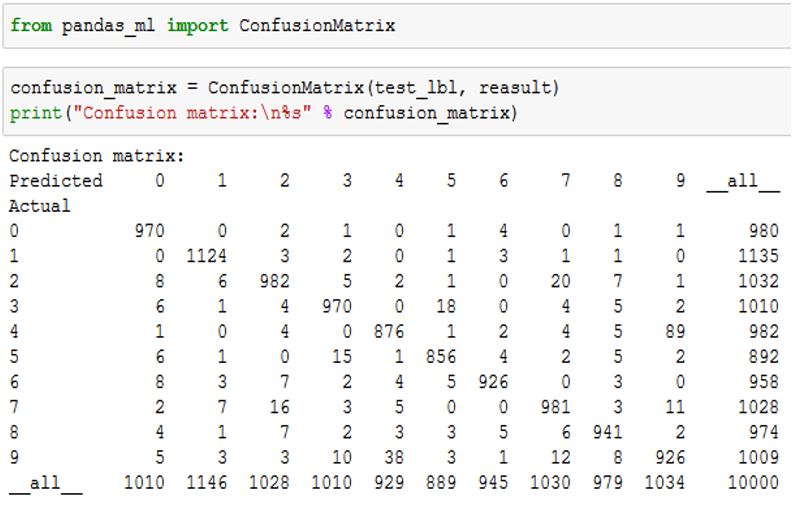 from pandas_ml import ConfusionMatrix
confusion_matrix = ConfusionMatrix(test_lbl, reasult)
print("Confusion matrix:\n%s" % confusion_matrix)
Confusion matrix:
Predicted 0 1 2 3 4 5 6 7 8 9 __all__
Actual
0 970 0 2 1 0 1 4 0 1 1 980
1 0 1124 3 2 0 1 3 1 1 0 1135
2 8 6 982 5 2 1 0 20 7 1 1032
3 6 1 4 970 0 18 0 4 5 2 1010
4 1 0 4 0 876 1 2 4 5 89 982
5 6 1 0 15 1 856 4 2 5 2 892
6 8 3 7 2 4 5 926 0 3 0 958
7 2 7 16 3 5 0 0 981 3 11 1028
8 4 1 7 2 3 3 5 6 941 2 974
9 5 3 3 10 38 3 1 12 8 926 1009
__all__ 1010 1146 1028 1010 929 889 945 1030 979 1034 10000